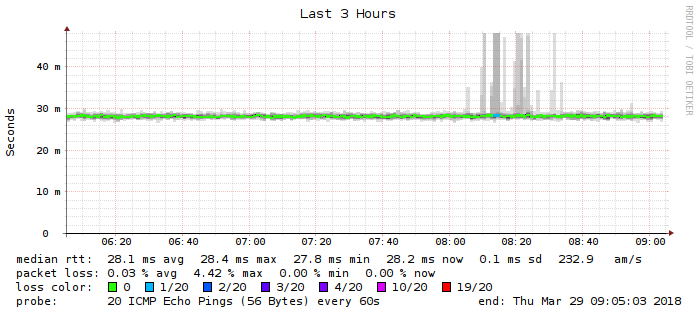 Last 3 Hours
RRDTOOL / TOBI OETIKER
Seconds
40 m
30 m
20 m
10 m
0
06:20 06:40 07:00 07:20 07:40 08:00 08:20 08:40 09:00
median rtt: 28.1 ms avg 28.4 ms max 27.8 ms min 28.2 ms now 0.1 ms sd 232.9 am/s
packet loss: 0.03 % avg 4.42 % max 0.00 % min 0.00 % now
loss color: 0 1/20 2/20 3/20 4/20 10/20 19/20
probe: 20 ICMP Echo Pings (56 Bytes) every 60s end: Thu Mar 29 09:05:03 2018